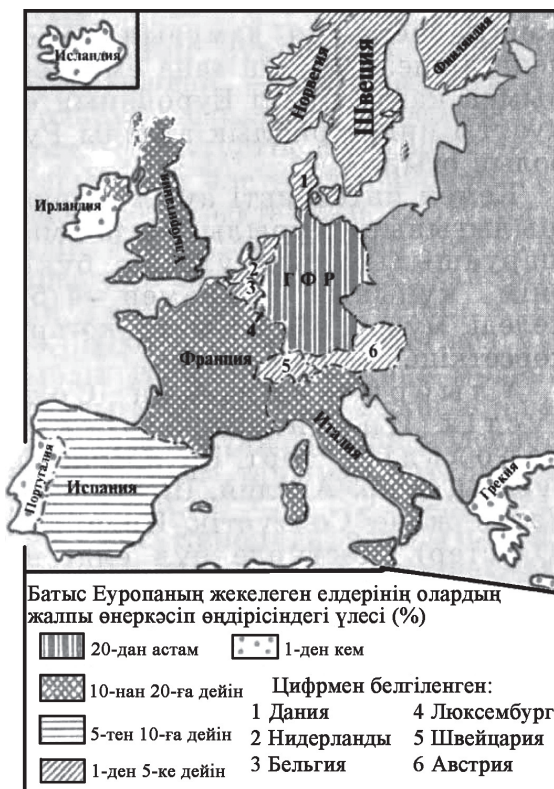 Исландия
Норвегия
Швеция
Финляндия
Ирландия
Ұлыбритания
1
2
3
ГФР
4
Франция
5
6
Италия
Португалия
Испания
Грекия
Батыс Еуропаның жекелеген елдерінің олардың
жалпы өнеркәсіп өңдірісіндегі үлесі (%)
20-дан астам
1-ден кем
10-нан 20-ға дейін
5-тен 10-ға дейін
1-ден 5-ке дейін
Цифрмен белгіленген:
1 Дания 4 Люксембург
2 Нидерланды 5 Швейцария
3 Бельгия 6 Австрия